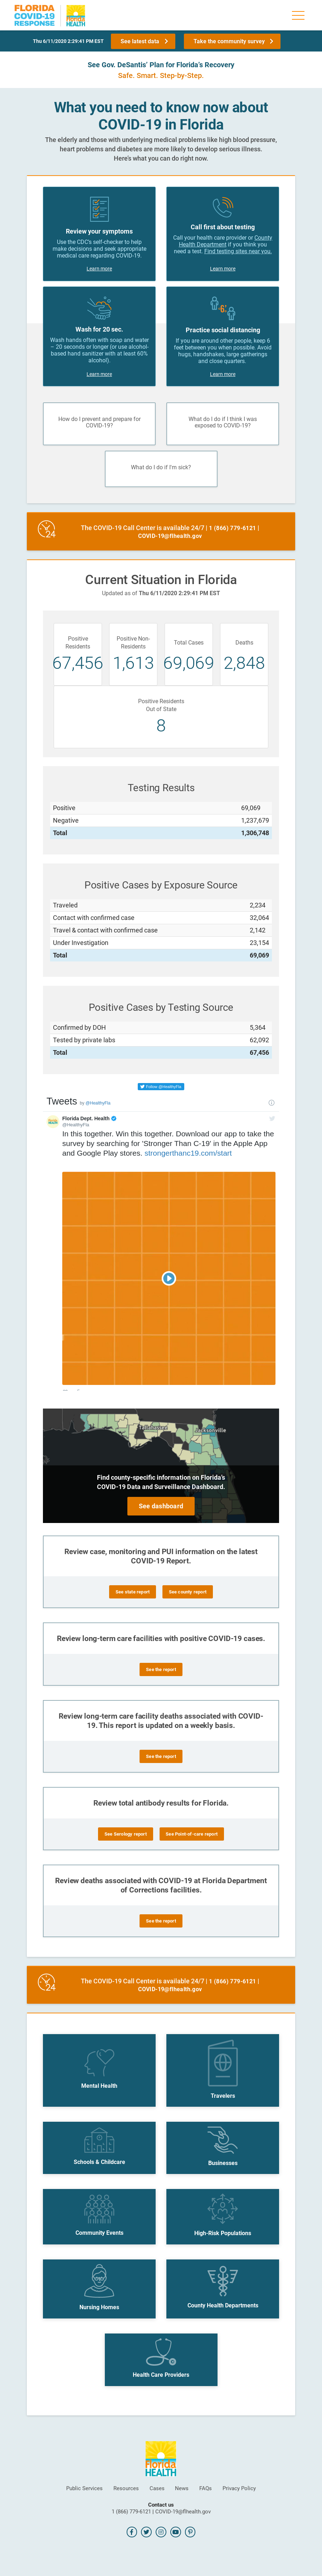 FLORIDA
COVID-19
RESPONSE
Florida
HEALTH
Thu 6/11/2020 2:29:41 PM EST
See latest data
Take the community survey
See Gov. DeSantis' Plan for Florida's Recovery
Safe. Smart. Step-by-Step.
What you need to know now about
COVID-19 in Florida
The elderly and those with underlying medical problems like high blood pressure,
heart problems and diabetes are more likely to develop serious illness.
Here's what you can do right now.
Review your symptoms
Use the CDC's self-checker to help
make decisions and seek appropriate
medical care regarding COVID-19.
Learn more
Call first about testing
Call your health care provider or County
Health Department if you think you
need a test. Find testing sites near you.
Learn more
Wash for 20 sec.
Wash hands often with soap and water
– 20 seconds or longer (or use alcohol-
based hand sanitizer with at least 60%
alcohol).
Learn more
6'
Practice social distancing
If you are around other people, keep 6
feet between you when possible. Avoid
hugs, handshakes, large gatherings
and close quarters.
Learn more
How do I prevent and prepare for
COVID-19?
What do I do if I think I was
exposed to COVID-19?
What do I do if I'm sick?
24
The COVID-19 Call Center is available 24/7 | 1 (866) 779-6121 |
COVID-19@flhealth.gov
Current Situation in Florida
Updated as of Thu 6/11/2020 2:29:41 PM EST
Positive
Residents
67,456
Positive Non-
Residents
1,613
Total Cases
69,069
Deaths
2,848
Positive Residents
Out of State
8
Testing Results
Positive 69,069
Negative 1,237,679
Total 1,306,748
Positive Cases by Exposure Source
Traveled 2,234
Contact with confirmed case 32,064
Travel & contact with confirmed case 2,142
Under Investigation 23,154
Total 69,069
Positive Cases by Testing Source
Confirmed by DOH 5,364
Tested by private labs 62,092
Total 67,456
Follow @HealthyFla
Tweets by @HealthyFla
Florida Dept. Health
@HealthyFla
In this together. Win this together. Download our app to take the
survey by searching for 'Stronger Than C-19' in the Apple App
and Google Play stores. strongerthanc19.com/start
Tallahassee
Jacksonville
Find county-specific information on Florida's
COVID-19 Data and Surveillance Dashboard.
See dashboard
Review case, monitoring and PUI information on the latest
COVID-19 Report.
See state report
See county report
Review long-term care facilities with positive COVID-19 cases.
See the report
Review long-term care facility deaths associated with COVID-
19. This report is updated on a weekly basis.
See the report
Review total antibody results for Florida.
See Serology report
See Point-of-care report
Review deaths associated with COVID-19 at Florida Department
of Corrections facilities.
See the report
24
The COVID-19 Call Center is available 24/7 | 1 (866) 779-6121 |
COVID-19@flhealth.gov
Mental Health
Travelers
Schools & Childcare
Businesses
Community Events
High-Risk Populations
Nursing Homes
County Health Departments
Health Care Providers
Florida
HEALTH
Public Services
Resources
Cases
News
FAQs
Privacy Policy
Contact us
1 (866) 779-6121 | COVID-19@flhealth.gov